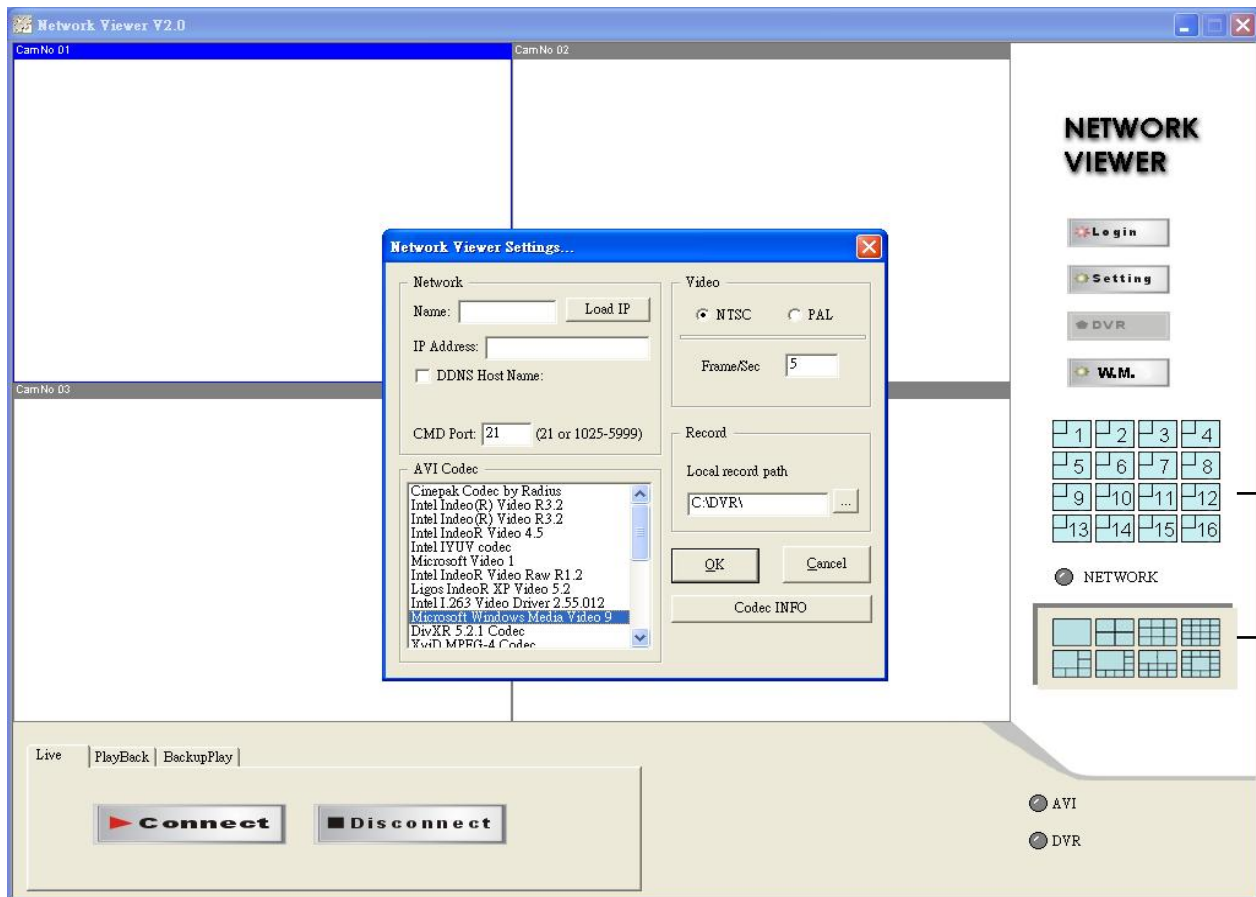 Network Viewer V2.0
CamNo 01
CamNo 02
CamNo 03
NETWORK
VIEWER
Login
Setting
DVR
W.M.
1 2 3 4
5 6 7 8
9 10 11 12
13 14 15 16
NETWORK
Network Viewer Settings...
Network
Name:
Load IP
IP Address:
DDNS Host Name:
CMD Port: 21 (21 or 1025-5999)
AVI Codec
Cinepak Codec by Radius
Intel Indeo(R) Video R3.2
Intel Indeo(R) Video R3.2
Intel IndeoR Video 4.5
Intel IYUV codec
Microsoft Video 1
Intel IndeoR Video Raw R1.2
Ligos IndeoR XP Video 5.2
Intel I.263 Video Driver 2.55.012
Microsoft Windows Media Video 9
DivXR 5.2.1 Codec
XviD MPEG-4 Codec
Video
NTSC PAL
Frame/Sec 5
Record
Local record path
C:\DVR\ ...
OK Cancel
Codec INFO
Live PlayBack BackupPlay
Connect Disconnect
AVI
DVR